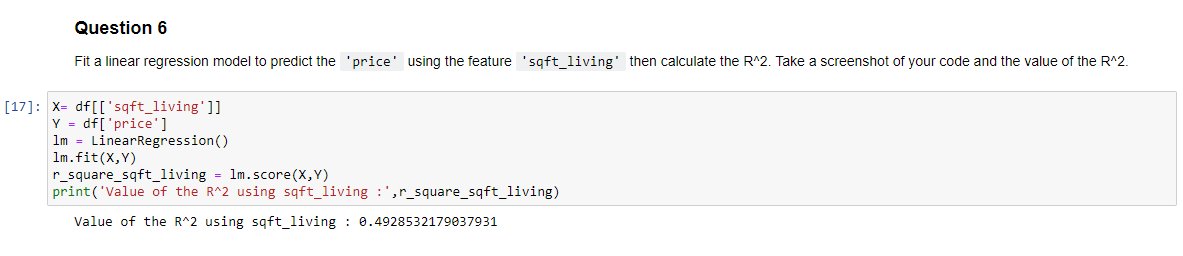 Question 6
Fit a linear regression model to predict the 'price' using the feature 'sqft_living' then calculate the R^2. Take a screenshot of your code and the value of the R^2.
[17]: X= df[['sqft_living']]
Y = df['price']
lm = LinearRegression()
lm.fit(X,Y)
r_square_sqft_living = lm.score(X,Y)
print('Value of the R^2 using sqft_living :',r_square_sqft_living)
Value of the R^2 using sqft_living : 0.4928532179037931